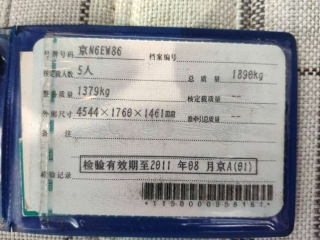 号牌号码 京N6EW86 档案编号
核定载人数 5人 总质量 1890kg
整备质量 1379kg 核定载质量
外廓尺寸 4544×1760×1461 准牵引总质量
备注
检验记录 检验有效期至2011年08月京A(01)